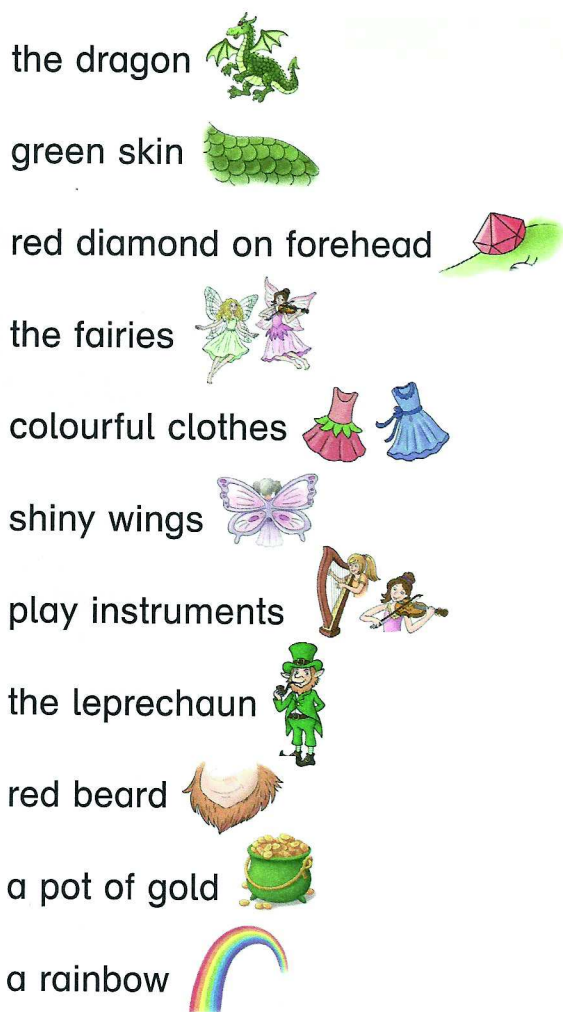 the dragon
green skin
red diamond on forehead
the fairies
colourful clothes
shiny wings
play instruments
the leprechaun
red beard
a pot of gold
a rainbow